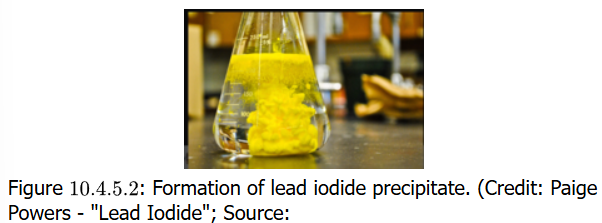 Figure 10.4.5.2: Formation of lead iodide precipitate. (Credit: Paige
Powers - "Lead Iodide"; Source: